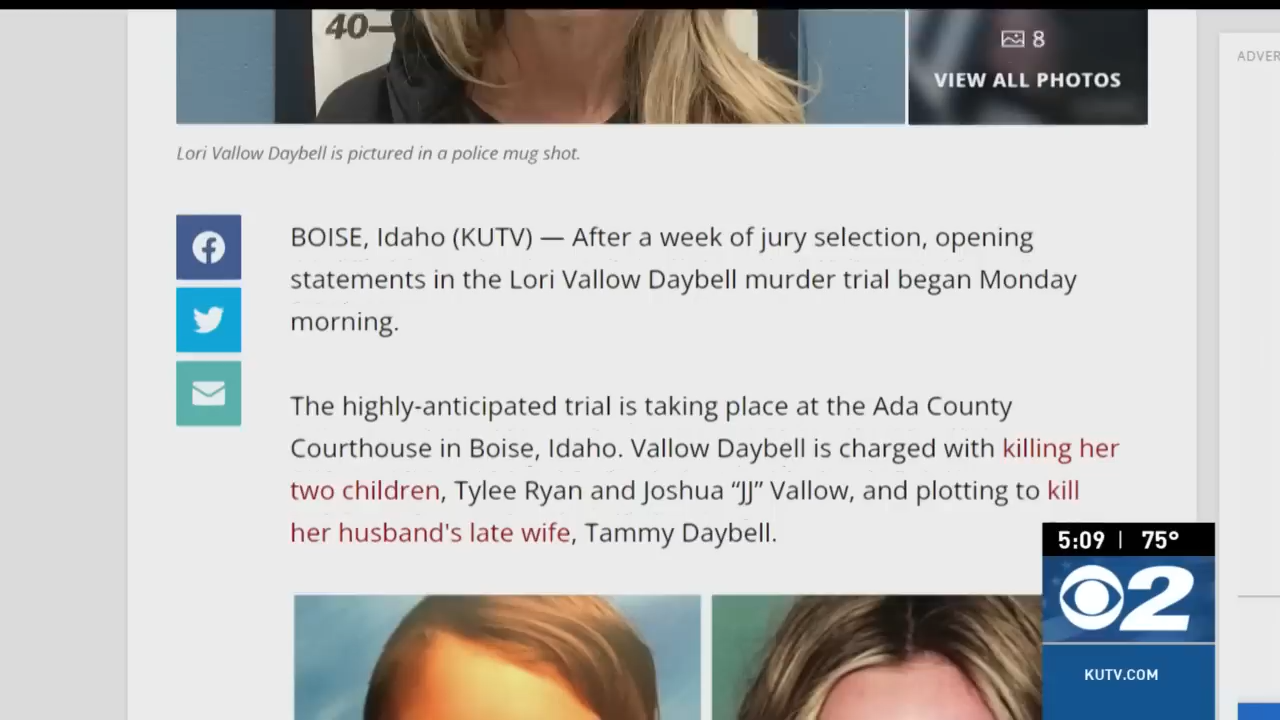 40
8
VIEW ALL PHOTOS
ADVER
Lori Vallow Daybell is pictured in a police mug shot.
BOISE, Idaho (KUTV) — After a week of jury selection, opening
statements in the Lori Vallow Daybell murder trial began Monday
morning.
The highly-anticipated trial is taking place at the Ada County
Courthouse in Boise, Idaho. Vallow Daybell is charged with killing her
two children, Tylee Ryan and Joshua “JJ” Vallow, and plotting to kill
her husband's late wife, Tammy Daybell.
5:09 | 75°
2
KUTV.COM